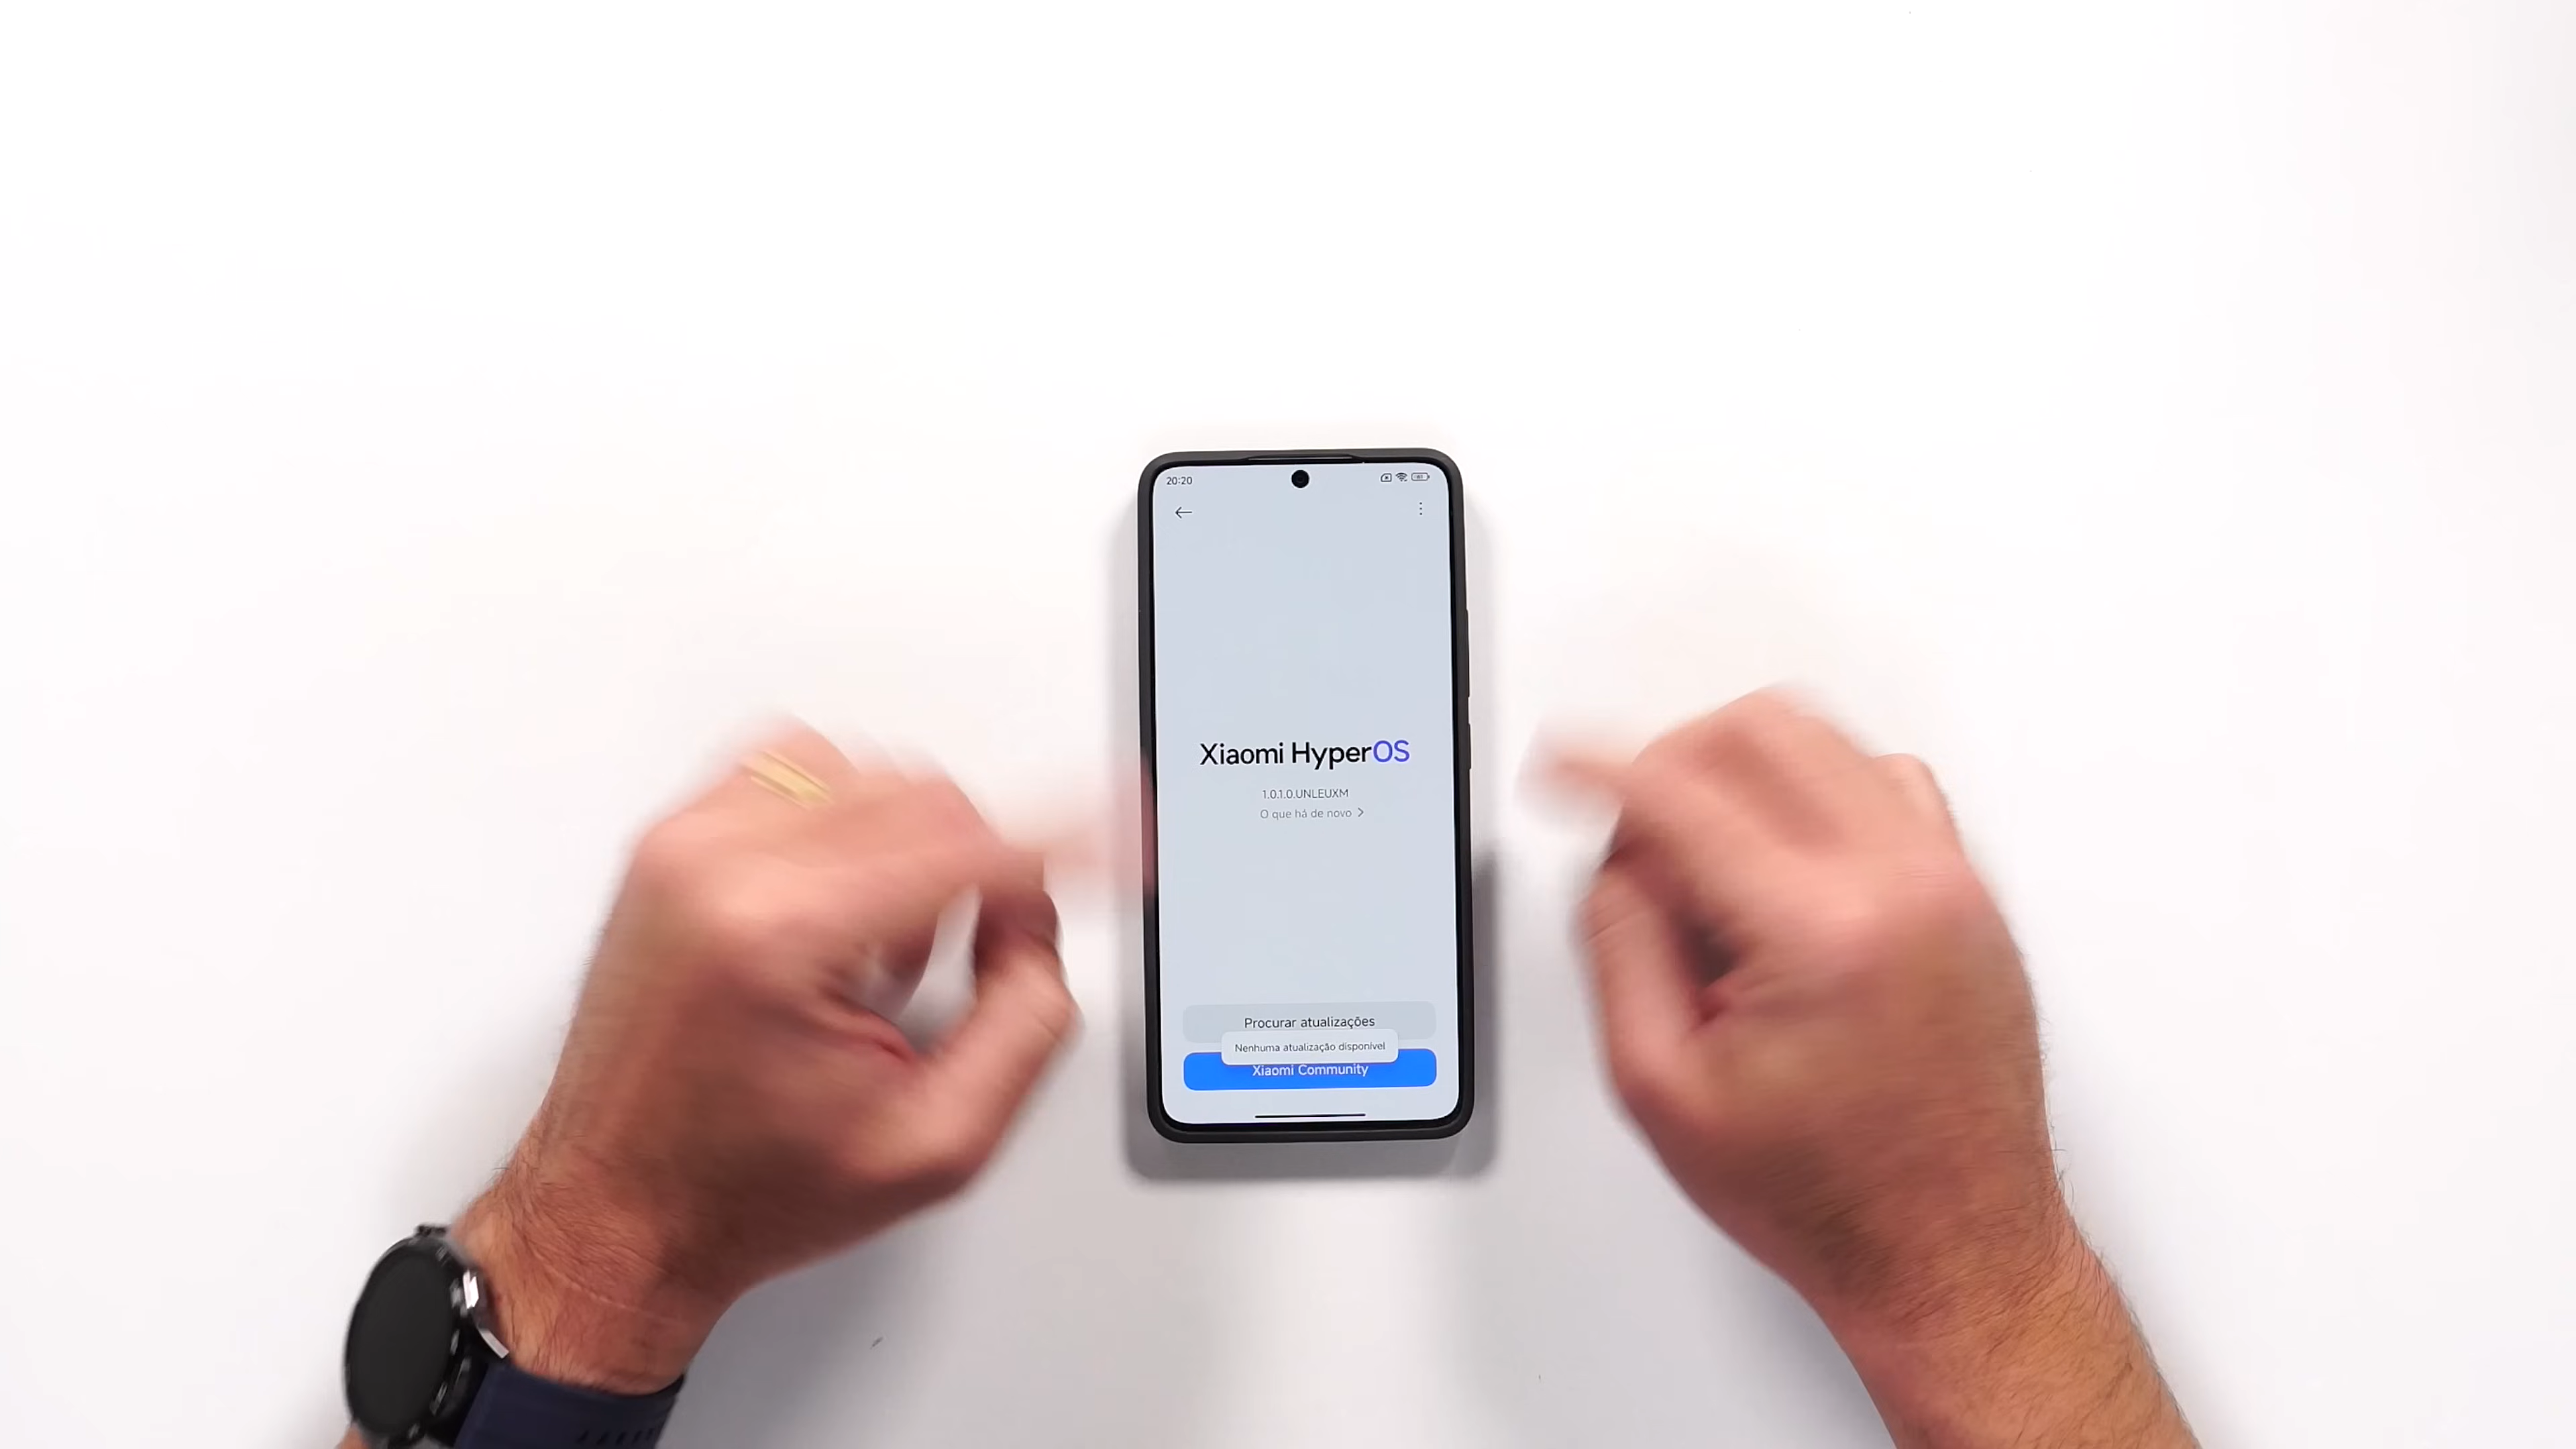 20:20
Xiaomi HyperOS
1.0.1.0.UNLEUXM
O que há de novo >
Procurar atualizações
Nenhuma atualização disponível
Xiaomi Community